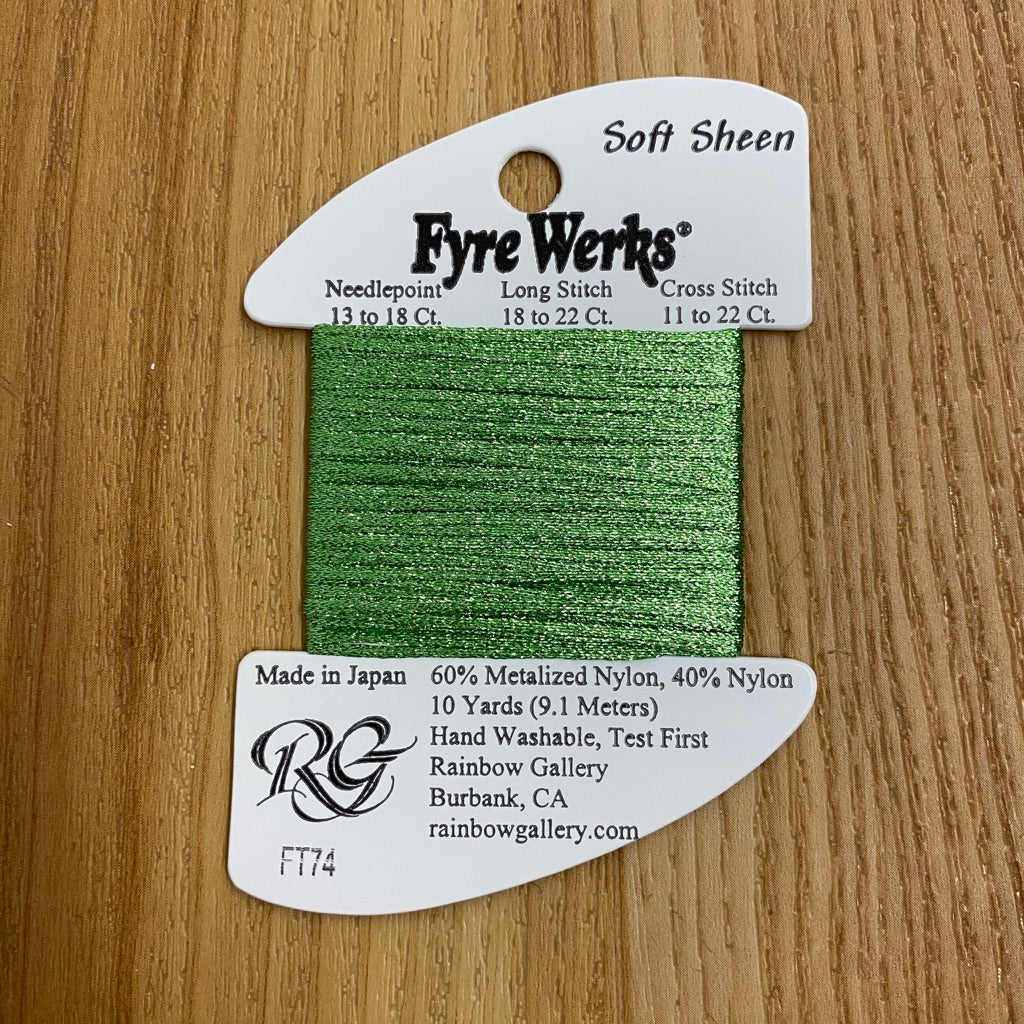 Soft Sheen
Fyre Werks®
Needlepoint Long Stitch Cross Stitch
13 to 18 Ct. 18 to 22 Ct. 11 to 22 Ct.
Made in Japan 60% Metalized Nylon, 40% Nylon
10 Yards (9.1 Meters)
Hand Washable, Test First
Rainbow Gallery
Burbank, CA
rainbowgallery.com
RG
FT74